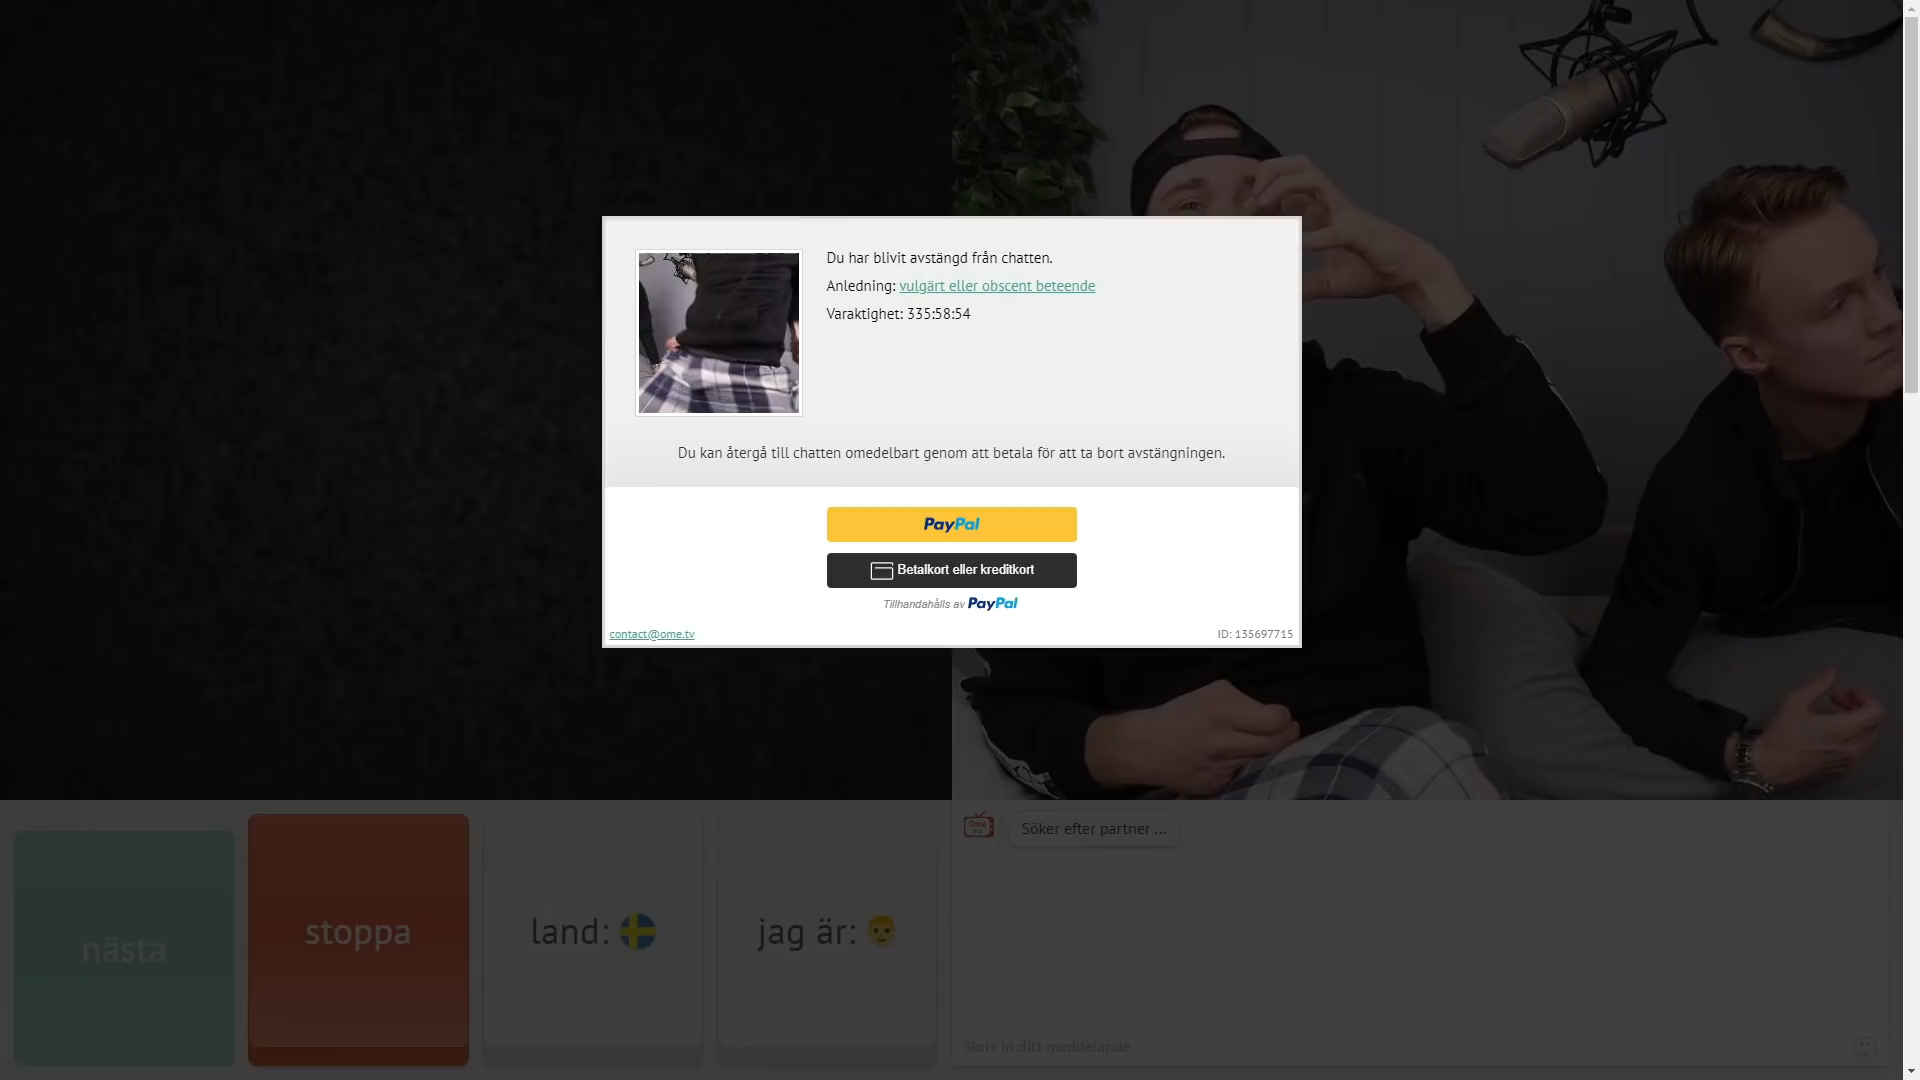 Du har blivit avstängd från chatten.
Anledning: vulgärt eller obscent beteende
Varaktighet: 335:58:54
Du kan återgå till chatten omedelbart genom att betala för att ta bort avstängningen.
PayPal
Betalkort eller kreditkort
Tillhandahålls av PayPal
contact@ome.tv
ID: 135697715
Söker efter partner ...
nästa
stoppa
land:
jag är:
Skriv in ditt meddelande